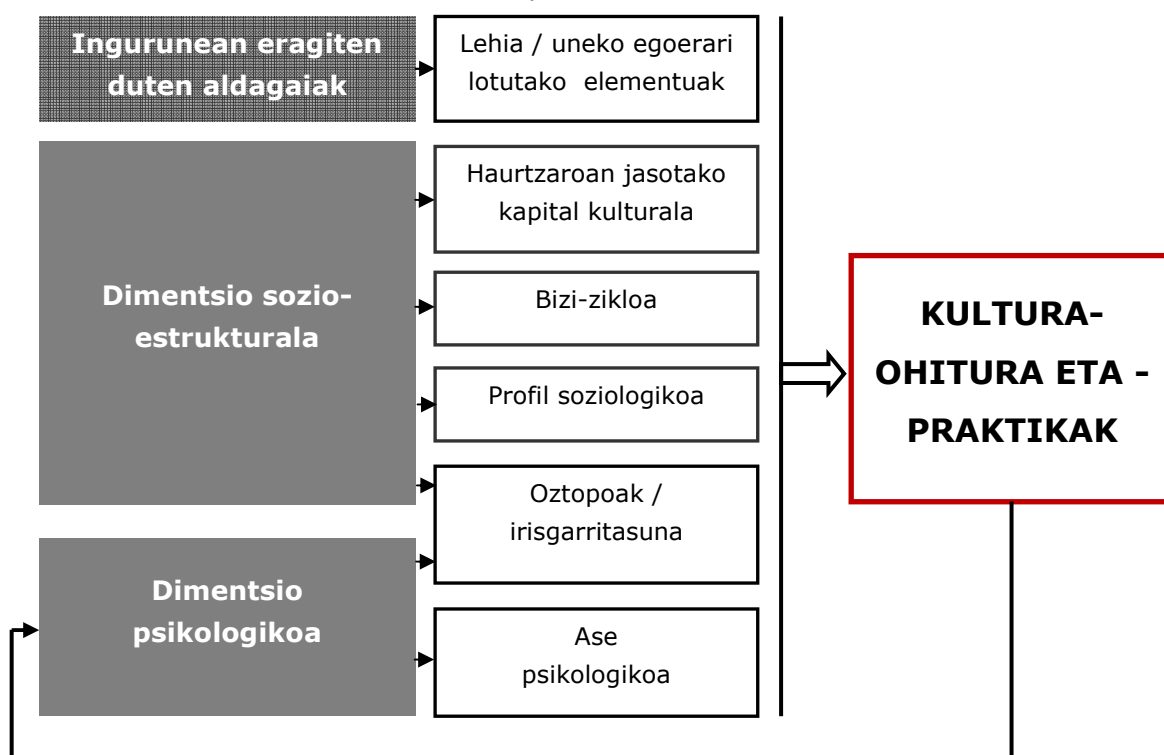 Ingurunean eragiten
duten aldagaiak
Lehia / uneko egoerari
lotutako elementuak
Dimentsio sozio-
estrukturala
Haurtzaroan jasotako
kapital kulturala
Bizi-zikloa
Profil soziologikoa
Oztopoak /
irisgarritasuna
Dimentsio
psikologikoa
Ase
psikologikoa
KULTURA-
OHITURA ETA -
PRAKTIKAK